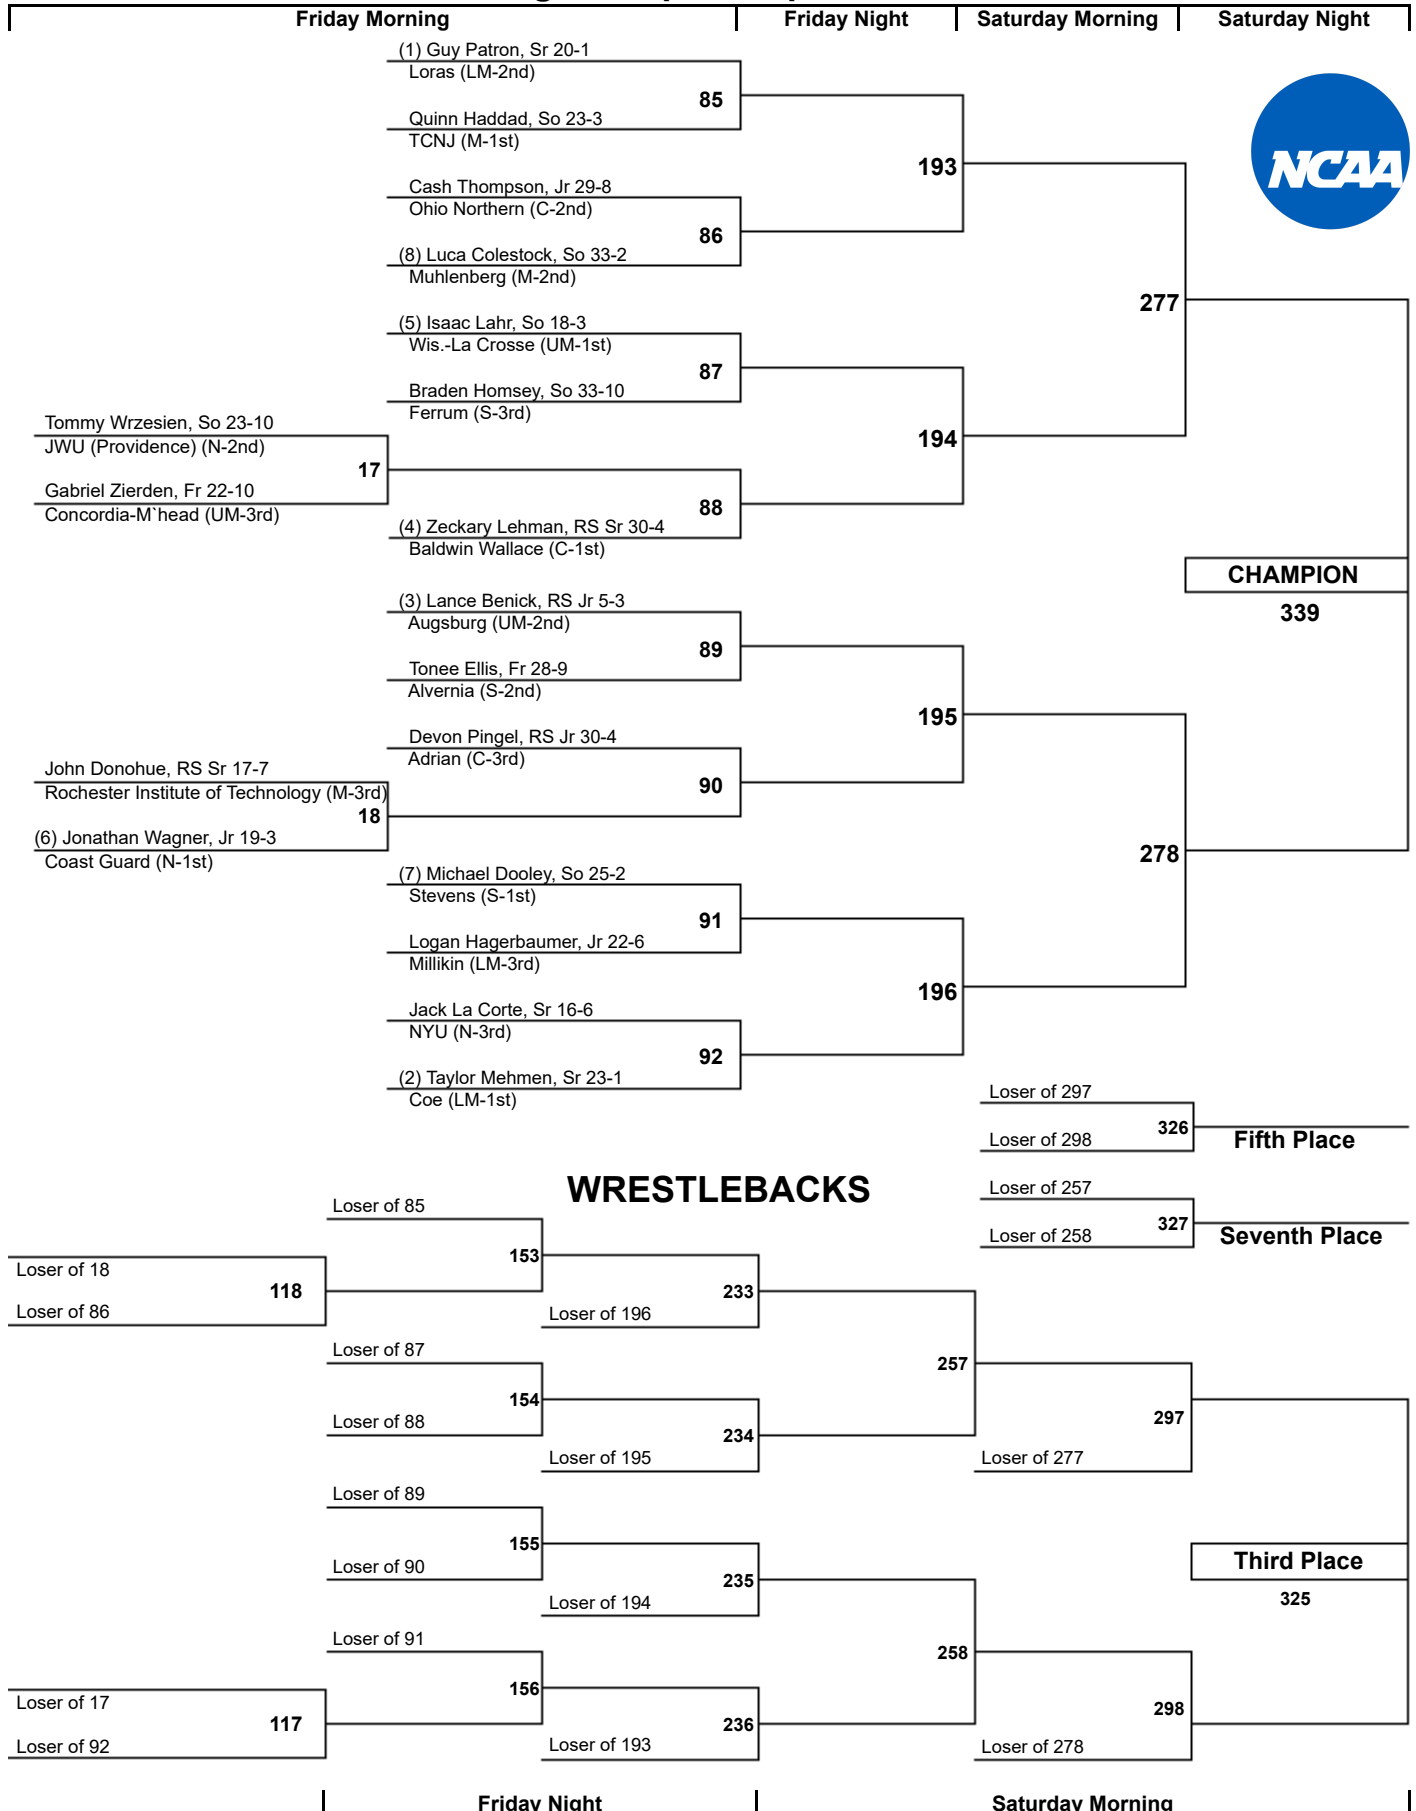 Friday Morning
Friday Night
Saturday Morning
Saturday Night
(1) Guy Patron, Sr 20-1
Loras (LM-2nd)
85
Quinn Haddad, So 23-3
TCNJ (M-1st)
193
NCAA
Cash Thompson, Jr 29-8
Ohio Northern (C-2nd)
86
(8) Luca Colestock, So 33-2
Muhlenberg (M-2nd)
277
(5) Isaac Lahr, So 18-3
Wis.-La Crosse (UM-1st)
87
Braden Homsey, So 33-10
Ferrum (S-3rd)
194
Tommy Wrzesien, So 23-10
JWU (Providence) (N-2nd)
17
Gabriel Zierden, Fr 22-10
Concordia-M`head (UM-3rd)
88
(4) Zeckary Lehman, RS Sr 30-4
Baldwin Wallace (C-1st)
CHAMPION
339
(3) Lance Benick, RS Jr 5-3
Augsburg (UM-2nd)
89
Tonee Ellis, Fr 28-9
Alvernia (S-2nd)
195
Devon Pingel, RS Jr 30-4
Adrian (C-3rd)
90
John Donohue, RS Sr 17-7
Rochester Institute of Technology (M-3rd)
18
(6) Jonathan Wagner, Jr 19-3
Coast Guard (N-1st)
278
(7) Michael Dooley, So 25-2
Stevens (S-1st)
91
Logan Hagerbaumer, Jr 22-6
Millikin (LM-3rd)
196
Jack La Corte, Sr 16-6
NYU (N-3rd)
92
(2) Taylor Mehmen, Sr 23-1
Coe (LM-1st)
Loser of 297
326
Loser of 298
Fifth Place
WRESTLEBACKS
Loser of 257
327
Loser of 258
Seventh Place
Loser of 85
153
Loser of 18
118
Loser of 86
233
Loser of 196
Loser of 87
257
154
Loser of 88
234
Loser of 195
297
Loser of 277
Loser of 89
155
Loser of 90
235
Loser of 194
Third Place
325
Loser of 91
258
156
Loser of 17
117
Loser of 92
236
Loser of 193
298
Loser of 278
Friday Night
Saturday Morning